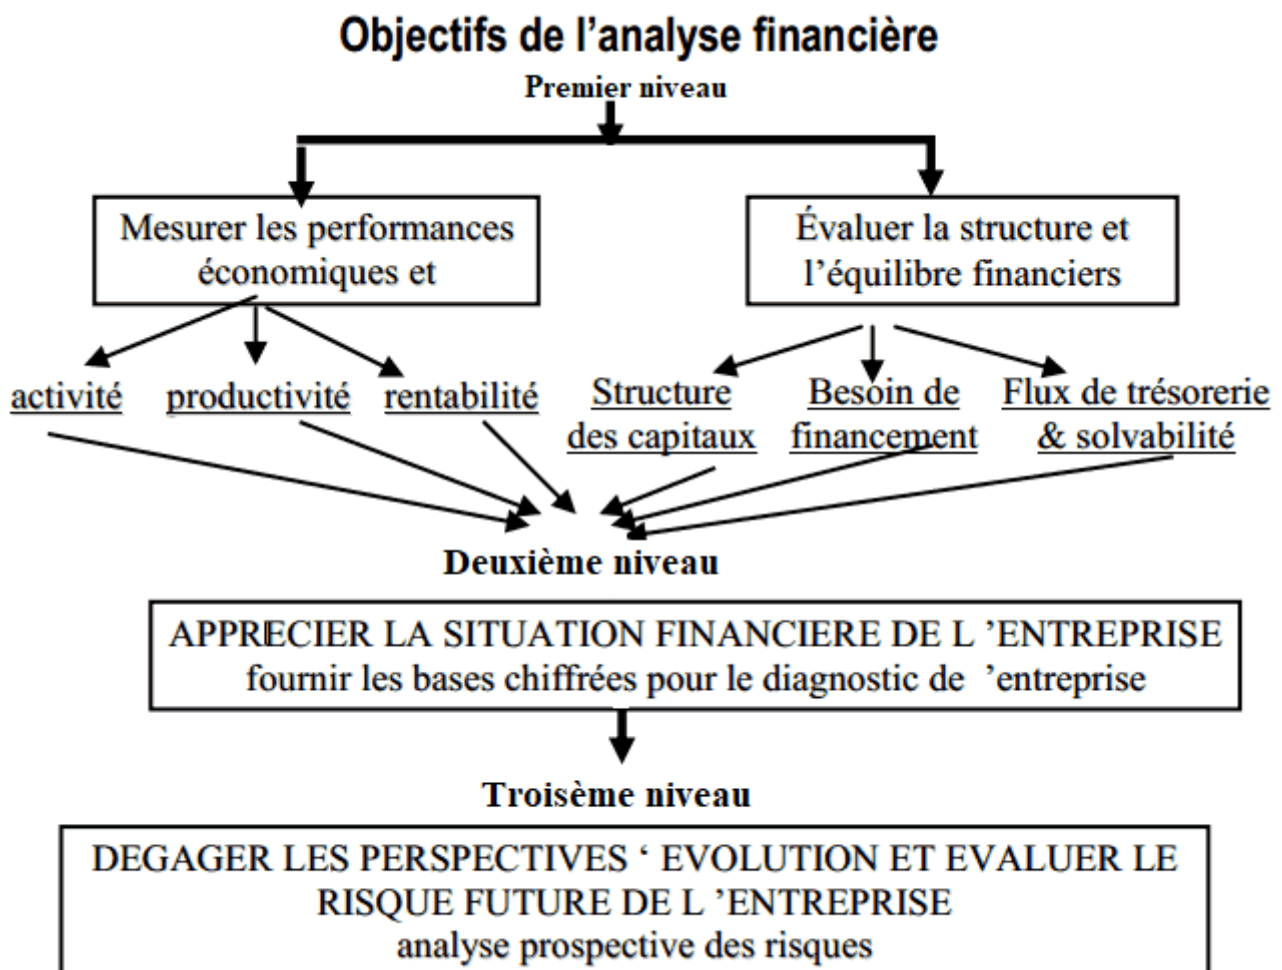 Objectifs de l’analyse financière
Premier niveau
Mesurer les performances
économiques et
Évaluer la structure et
l’équilibre financiers
activité
productivité
rentabilité
Structure
des capitaux
Besoin de
financement
Flux de trésorerie
& solvabilité
Deuxième niveau
APPRECIER LA SITUATION FINANCIERE DE L ’ENTREPRISE
fournir les bases chiffrées pour le diagnostic de ’entreprise
Troisème niveau
DEGAGER LES PERSPECTIVES ‘ EVOLUTION ET EVALUER LE
RISQUE FUTURE DE L ’ENTREPRISE
analyse prospective des risques